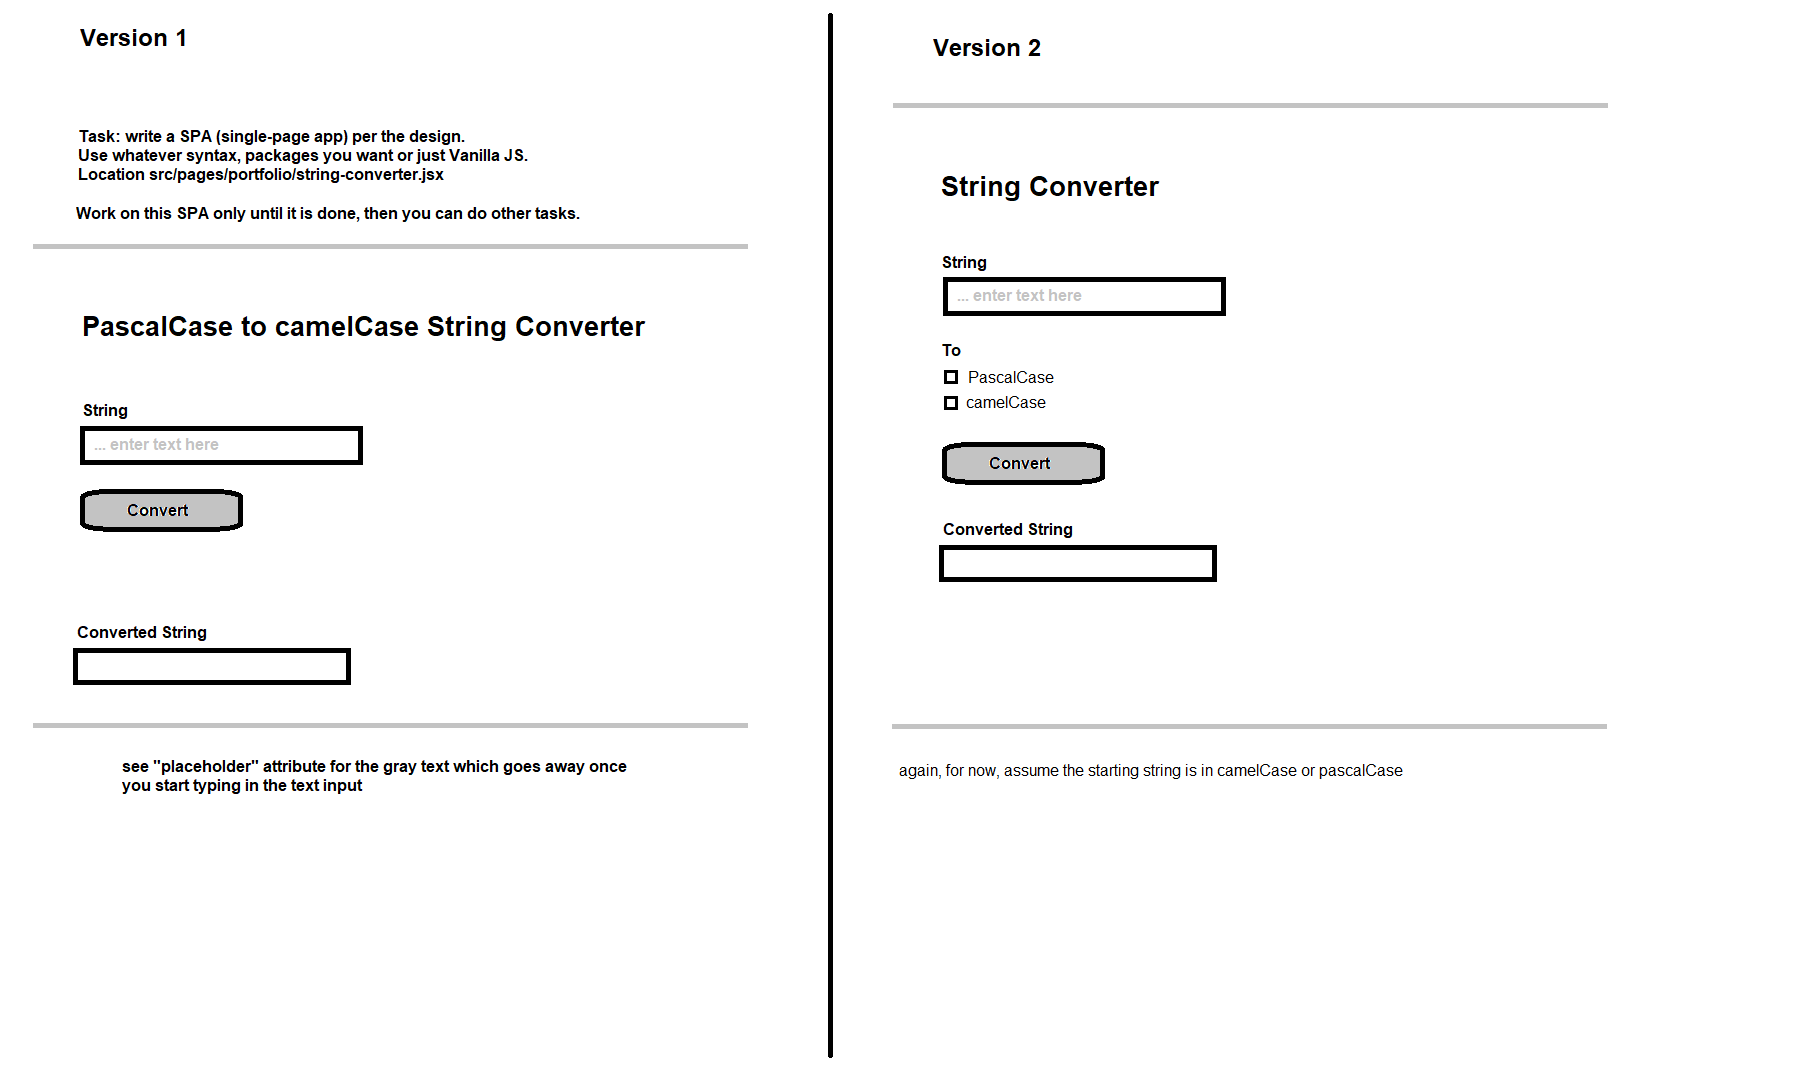 Version 1
Task: write a SPA (single-page app) per the design.
Use whatever syntax, packages you want or just Vanilla JS.
Location src/pages/portfolio/string-converter.jsx
Work on this SPA only until it is done, then you can do other tasks.
PascalCase to camelCase String Converter
String
... enter text here
Convert
Converted String
see "placeholder" attribute for the gray text which goes away once
you start typing in the text input
Version 2
String Converter
String
... enter text here
To
PascalCase
camelCase
Convert
Converted String
again, for now, assume the starting string is in camelCase or pascalCase